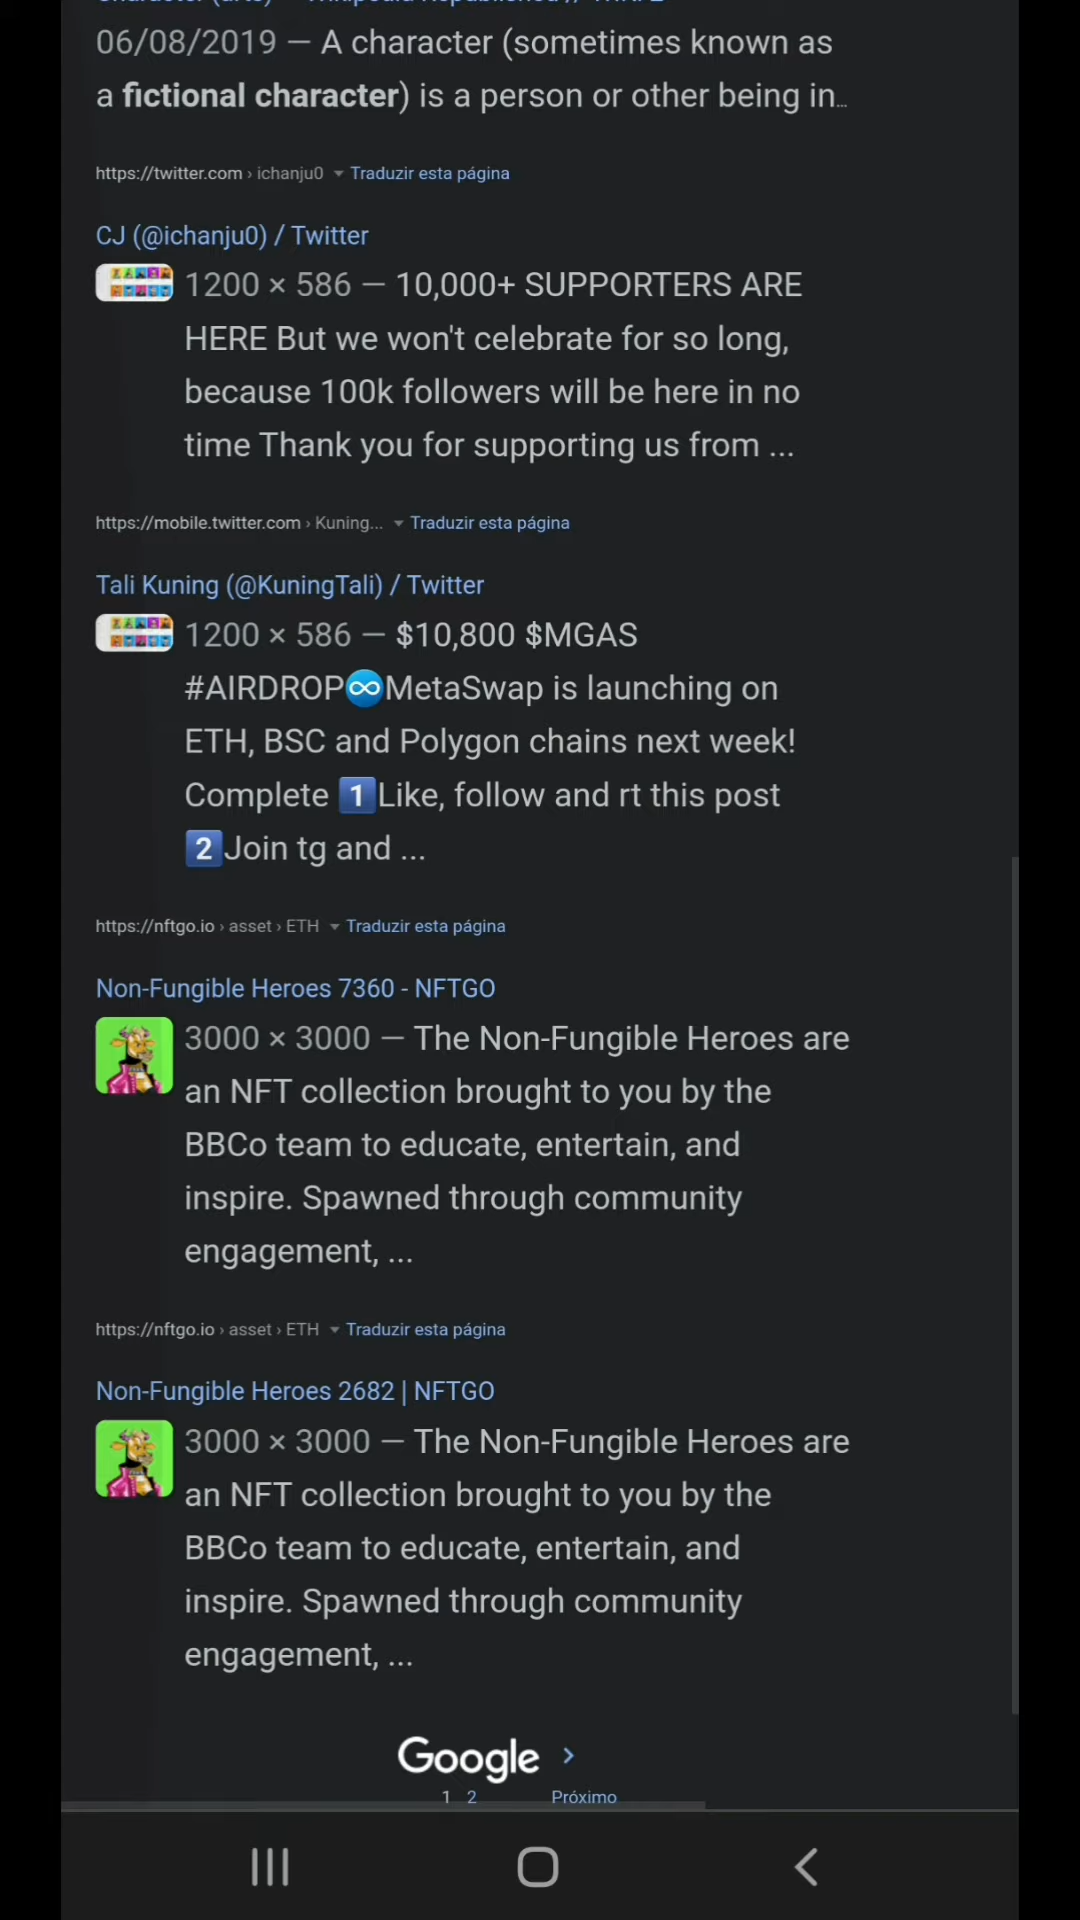 06/08/2019 — A character (sometimes known as
a fictional character) is a person or other being in...
https://twitter.com › ichanju0 ▾ Traduzir esta página
CJ (@ichanju0) / Twitter
1200 × 586 — 10,000+ SUPPORTERS ARE
HERE But we won't celebrate for so long,
because 100k followers will be here in no
time Thank you for supporting us from ...
https://mobile.twitter.com › Kuning... ▾ Traduzir esta página
Tali Kuning (@KuningTali) / Twitter
1200 × 586 — $10,800 $MGAS
#AIRDROP♾️MetaSwap is launching on
ETH, BSC and Polygon chains next week!
Complete 1️⃣Like, follow and rt this post
2️⃣Join tg and ...
https://nftgo.io › asset › ETH ▾ Traduzir esta página
Non-Fungible Heroes 7360 - NFTGO
3000 × 3000 — The Non-Fungible Heroes are
an NFT collection brought to you by the
BBCo team to educate, entertain, and
inspire. Spawned through community
engagement, ...
https://nftgo.io › asset › ETH ▾ Traduzir esta página
Non-Fungible Heroes 2682 | NFTGO
3000 × 3000 — The Non-Fungible Heroes are
an NFT collection brought to you by the
BBCo team to educate, entertain, and
inspire. Spawned through community
engagement, ...
Google >
1 2 Próximo